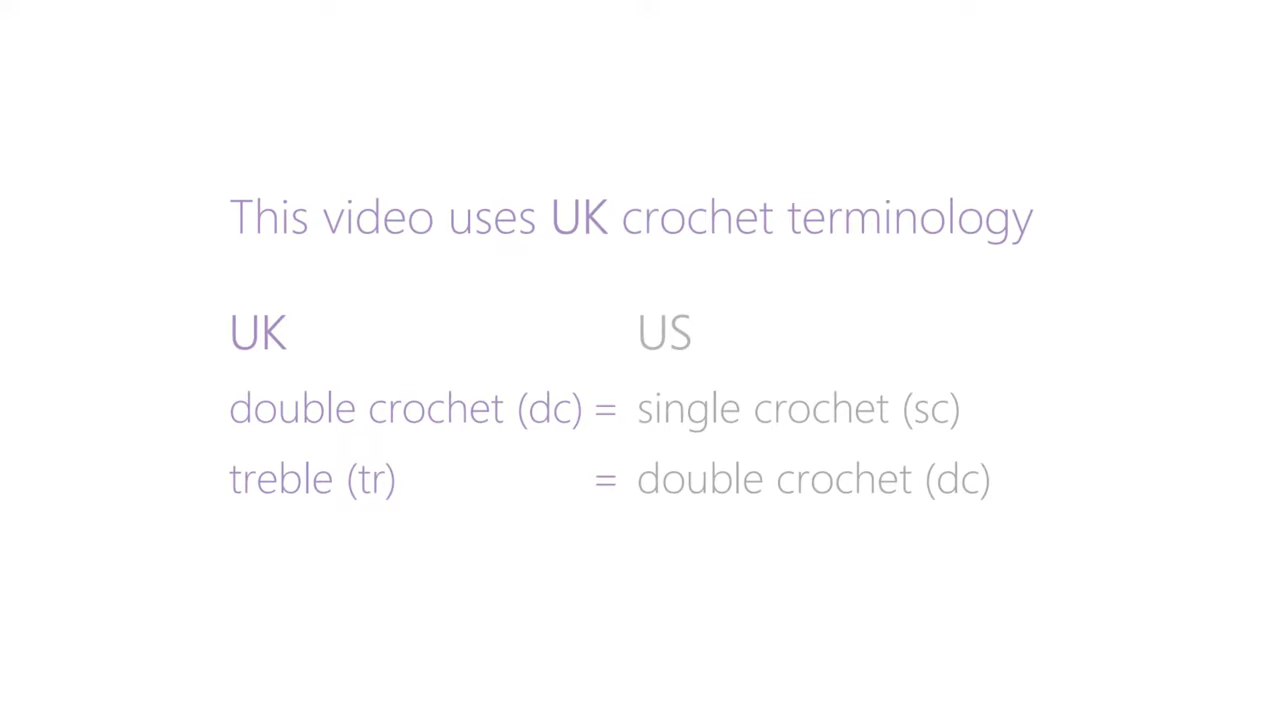 This video uses UK crochet terminology
UK US
double crochet (dc) = single crochet (sc)
treble (tr) = double crochet (dc)